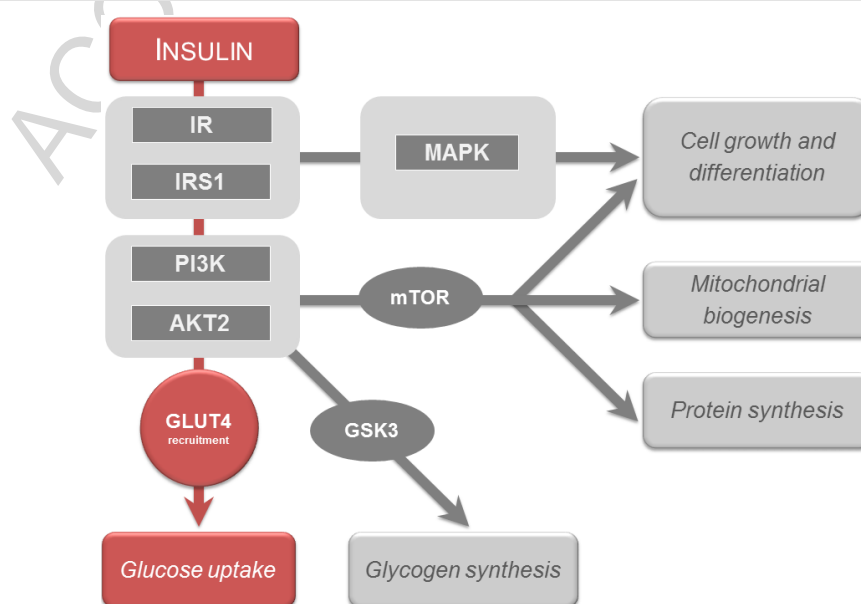 INSULIN
IR
IRS1
MAPK
Cell growth and
differentiation
PI3K
AKT2
mTOR
Mitochondrial
biogenesis
GLUT4
recruitment
GSK3
Protein synthesis
Glucose uptake
Glycogen synthesis